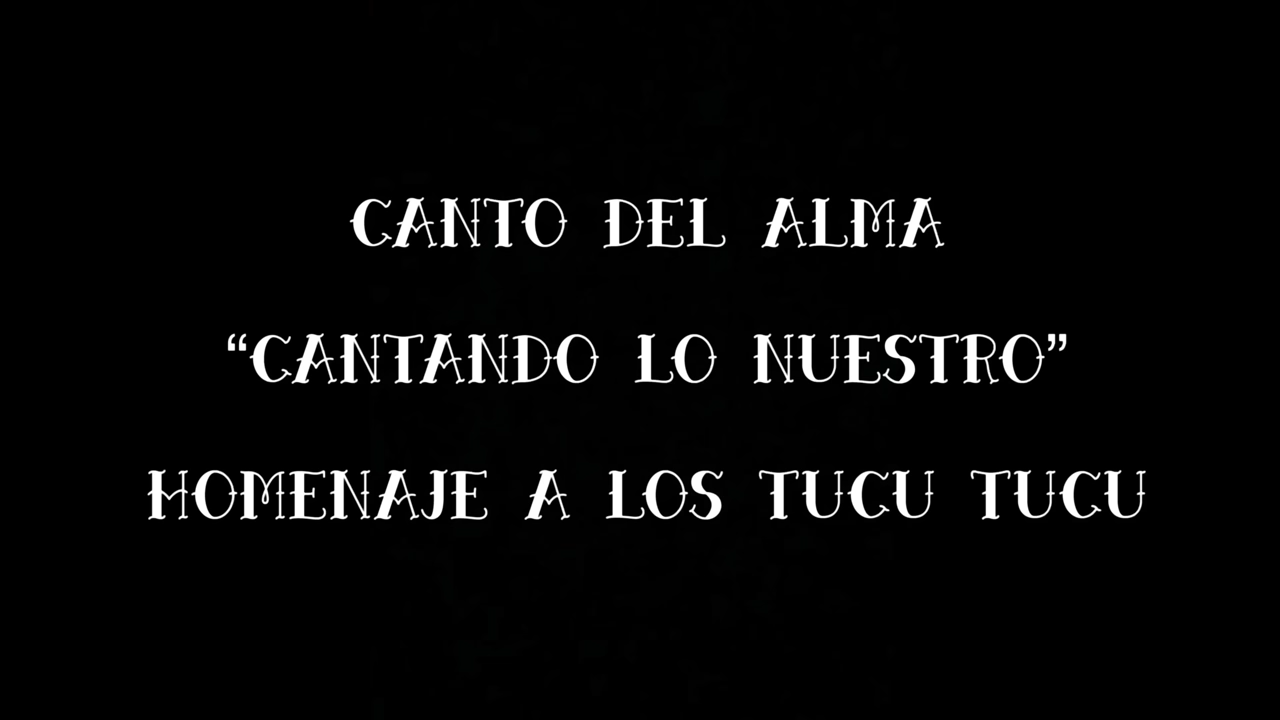 CANTO DEL ALMA
“CANTANDO LO NUESTRO”
HOMENAJE A LOS TUCU TUCU